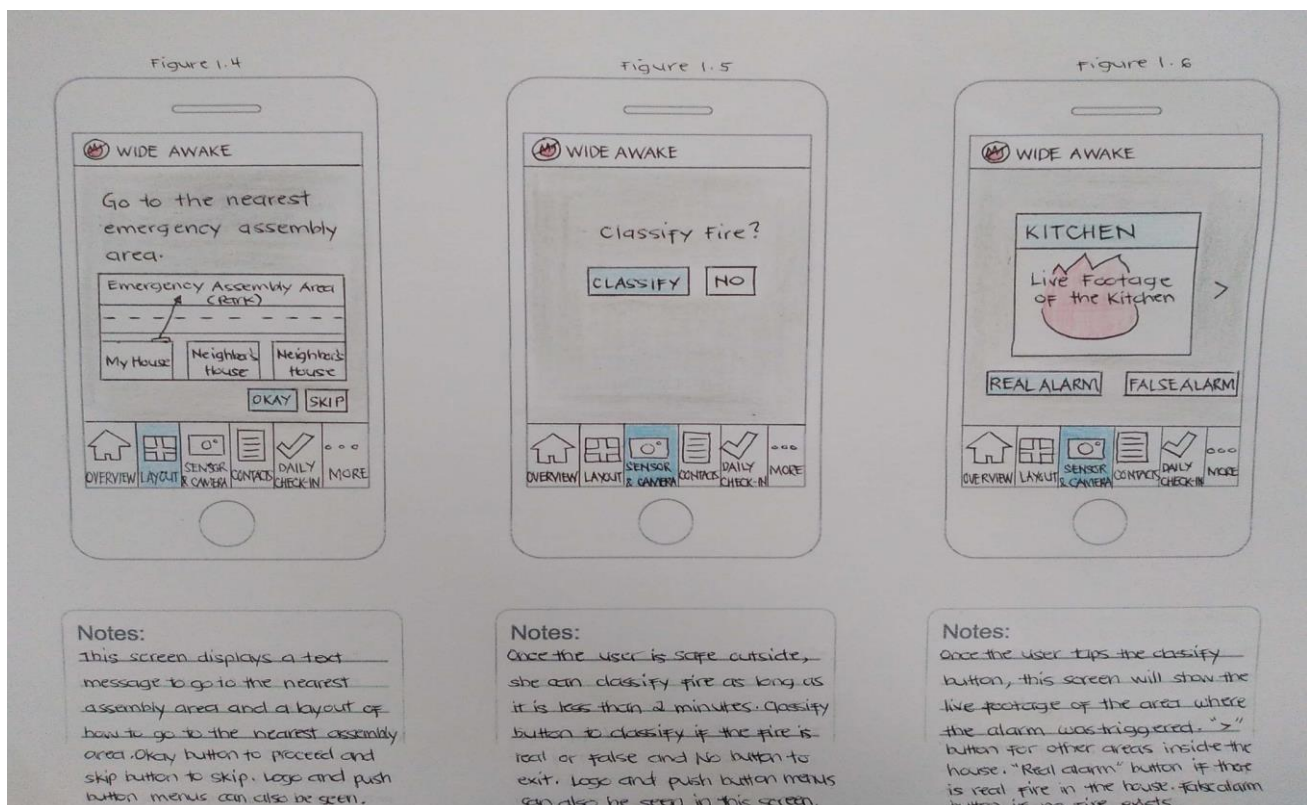 Figure 1.4
WIDE AWAKE
Go to the nearest
emergency assembly
area.
Emergency Assembly Area
(Park)
My House
Neighbor's
House
Neighbor's
House
OKAY
SKIP
OVERVIEW
LAYOUT
SENSOR
& CAMERA
CONTACTS
DAILY
CHECK-IN
MORE
Notes:
This screen displays a text
message to go to the nearest
assembly area and a layout of
how to go to the nearest assembly
area. Okay button to proceed and
skip button to skip. Logo and push
button menus can also be seen.
Figure 1.5
WIDE AWAKE
Classify Fire?
CLASSIFY
NO
OVERVIEW
LAYOUT
SENSOR
& CAMERA
CONTACTS
DAILY
CHECK-IN
MORE
Notes:
Once the user is safe outside,
she can classify fire as long as
it is less than 2 minutes. Classify
button to classify if the fire is
real or false and No button to
exit. Logo and push button menus
can also be seen in this screen.
Figure 1.6
WIDE AWAKE
KITCHEN
Live Footage
of the Kitchen
>
REAL ALARM
FALSE ALARM
OVERVIEW
LAYOUT
SENSOR
& CAMERA
CONTACTS
DAILY
CHECK-IN
MORE
Notes:
Once the user taps the classify
button, this screen will show the
live footage of the area where
the alarm was triggered. ">"
button for other areas inside the
house. "Real alarm" button if there
is real fire in the house. False alarm
button if no fire exists.